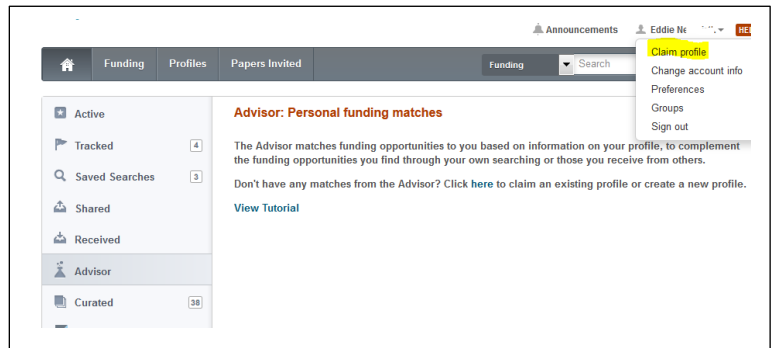 Announcements Eddie
Claim profile
Change account info
Preferences
Groups
Sign out
Funding Profiles Papers Invited Funding Search
Active
Tracked 4
Saved Searches 3
Shared
Received
Advisor
Curated 38
Advisor: Personal funding matches
The Advisor matches funding opportunities to you based on information on your profile, to complement
the funding opportunities you find through your own searching or those you receive from others.
Don't have any matches from the Advisor? Click here to claim an existing profile or create a new profile.
View Tutorial